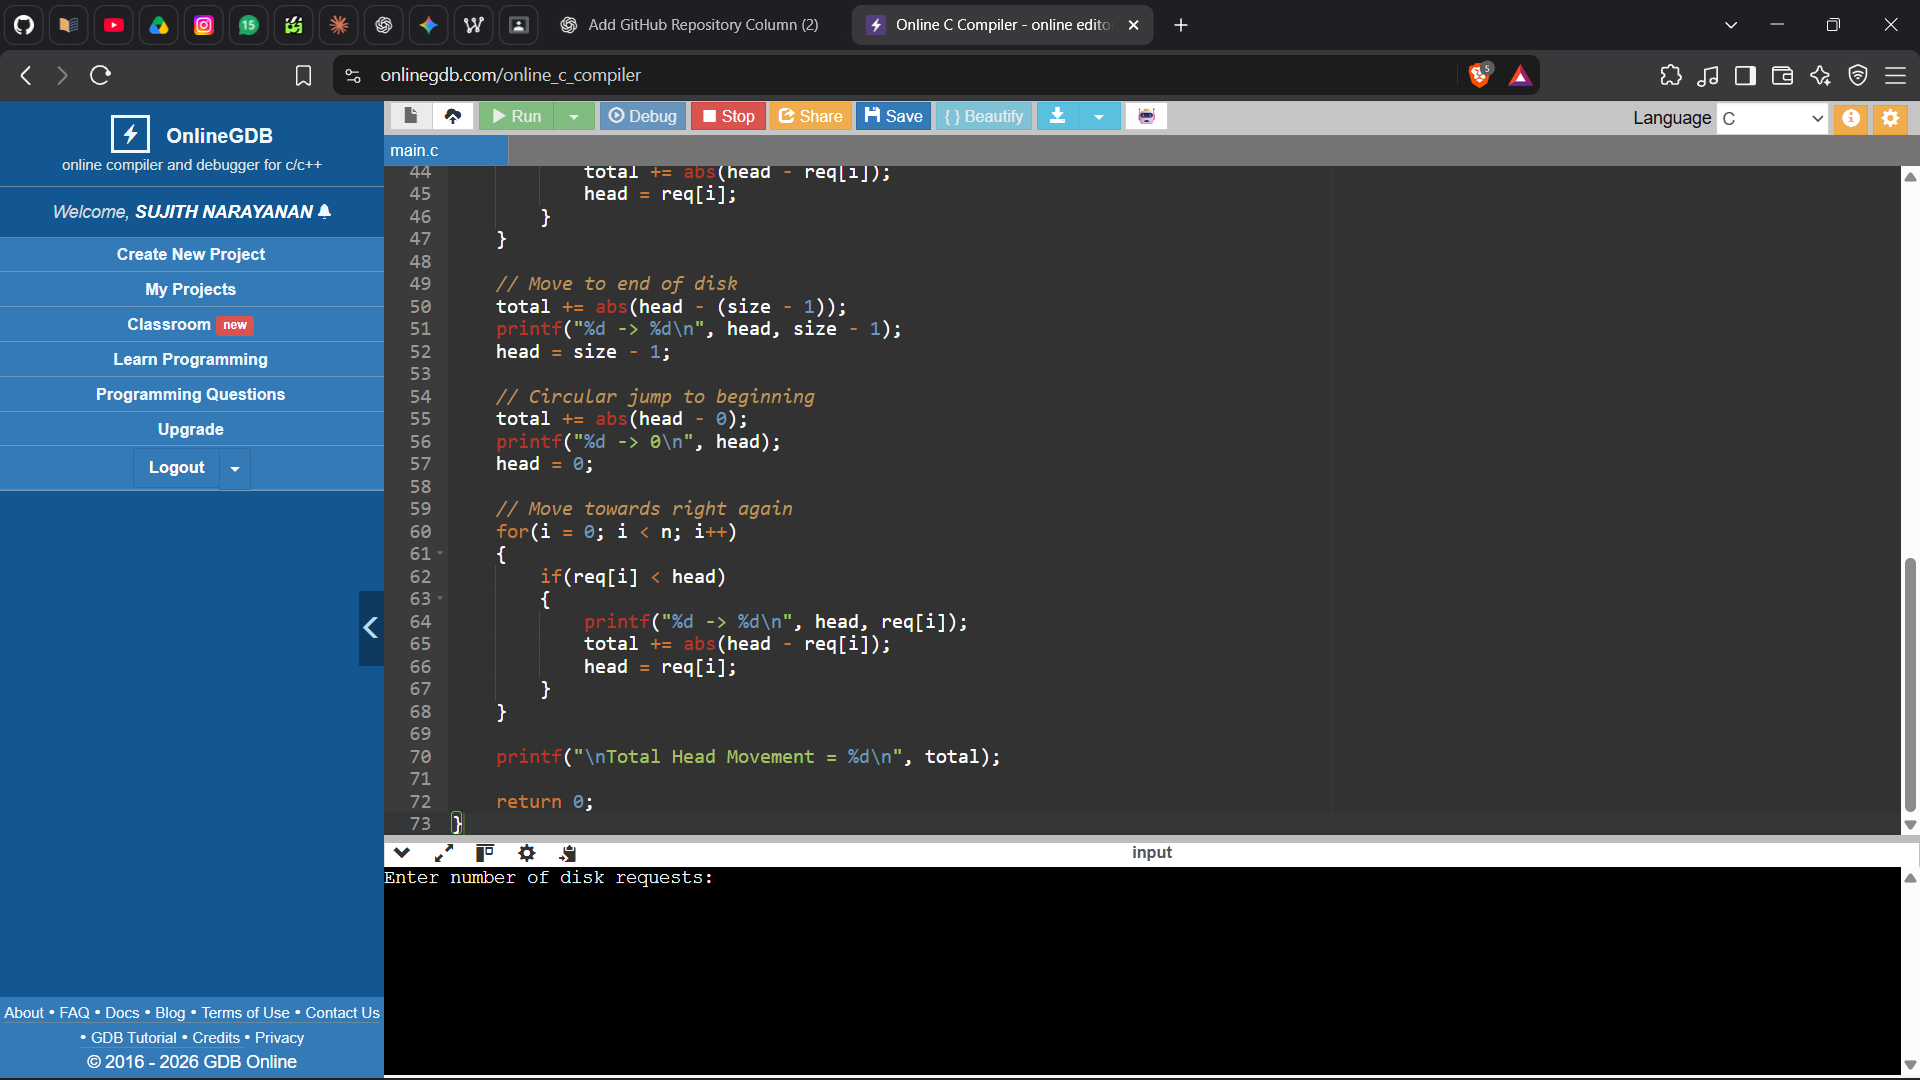 15
Add GitHub Repository Column (2)
Online C Compiler - online edito
5
onlinegdb.com/online_c_compiler
OnlineGDB
online compiler and debugger for c/c++
Welcome, SUJITH NARAYANAN
Create New Project
My Projects
Classroom new
Learn Programming
Programming Questions
Upgrade
Logout
About • FAQ • Docs • Blog • Terms of Use • Contact Us
• GDB Tutorial • Credits • Privacy
© 2016 - 2026 GDB Online
Run
Debug
Stop
Share
Save
{ } Beautify
Language C
main.c
44 total += abs(head - req[i]);
45 head = req[i];
46 }
47 }
48
49 // Move to end of disk
50 total += abs(head - (size - 1));
51 printf("%d -> %d\n", head, size - 1);
52 head = size - 1;
53
54 // Circular jump to beginning
55 total += abs(head - 0);
56 printf("%d -> 0\n", head);
57 head = 0;
58
59 // Move towards right again
60 for(i = 0; i < n; i++)
61 {
62 if(req[i] < head)
63 {
64 printf("%d -> %d\n", head, req[i]);
65 total += abs(head - req[i]);
66 head = req[i];
67 }
68 }
69
70 printf("\nTotal Head Movement = %d\n", total);
71
72 return 0;
73 }
input
Enter number of disk requests: